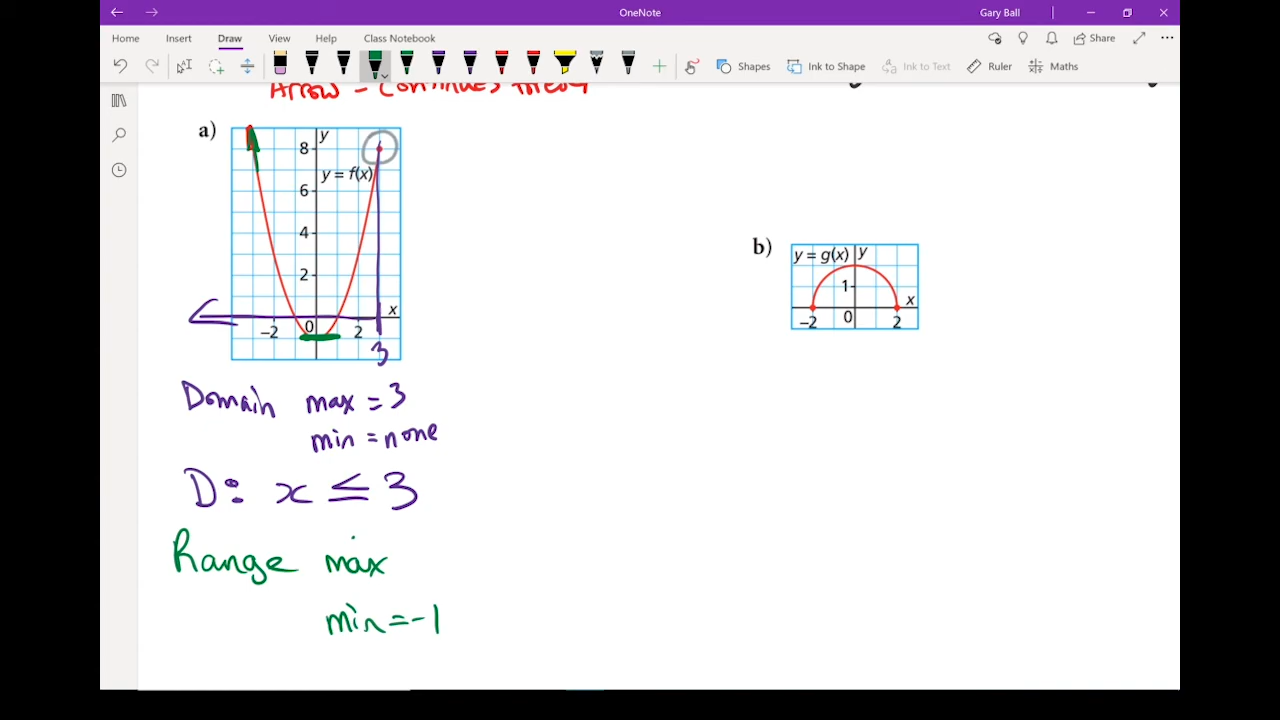 OneNote
Gary Ball
Home Insert Draw View Help Class Notebook
Share
Shapes Ink to Shape Ink to Text Ruler Maths
Arrow -
a)
y
8
y = f(x)
6
4
2
x
-2 0 2
3
b)
y = g(x) y
1
x
-2 0 2
Domain max = 3
min = none
D: x ≤ 3
Range max
min = -1